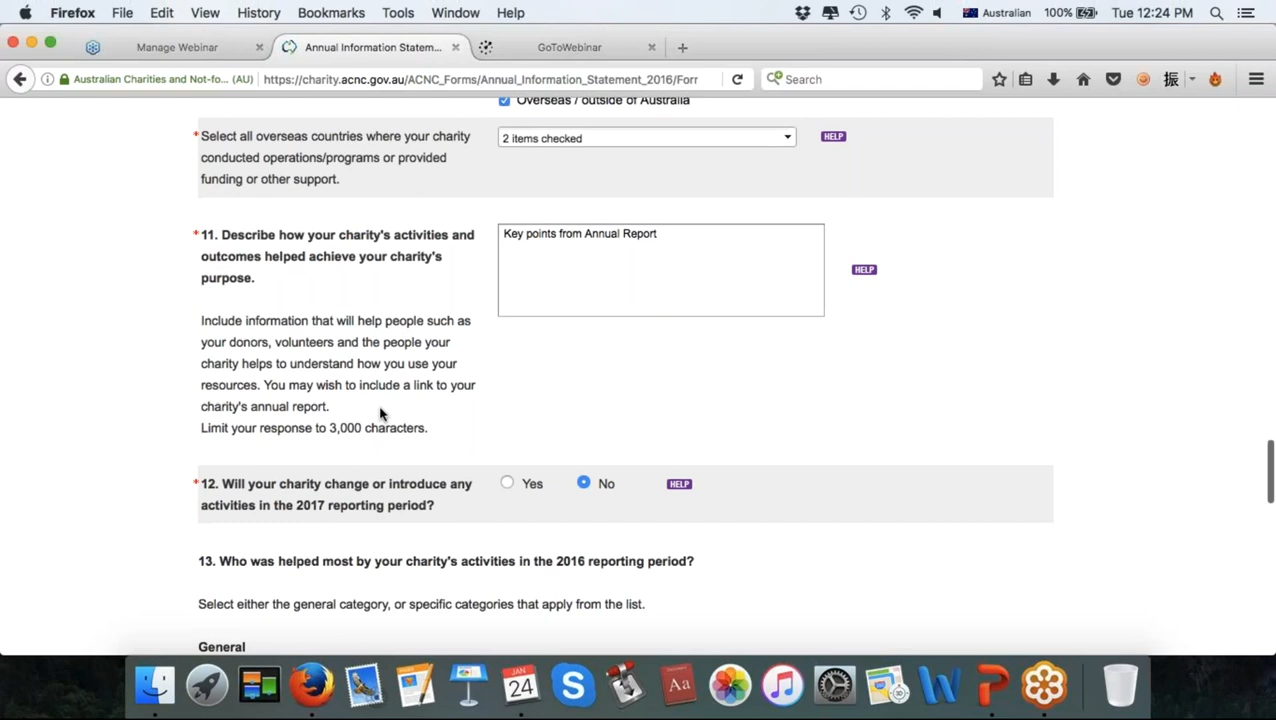 Firefox File Edit View History Bookmarks Tools Window Help Australian 100% Tue 12:24 PM
Manage Webinar Annual Information Statem... GoToWebinar
Australian Charities and Not-fo... (AU) https://charity.acnc.gov.au/ACNC_Forms/Annual_Information_Statement_2016/Forr Search 振
Overseas / outside of Australia
* Select all overseas countries where your charity
conducted operations/programs or provided
funding or other support.
2 items checked HELP
* 11. Describe how your charity's activities and
outcomes helped achieve your charity's
purpose.
Key points from Annual Report
HELP
Include information that will help people such as
your donors, volunteers and the people your
charity helps to understand how you use your
resources. You may wish to include a link to your
charity's annual report.
Limit your response to 3,000 characters.
* 12. Will your charity change or introduce any
activities in the 2017 reporting period?
Yes No HELP
13. Who was helped most by your charity's activities in the 2016 reporting period?
Select either the general category, or specific categories that apply from the list.
General
JAN
24
Aa